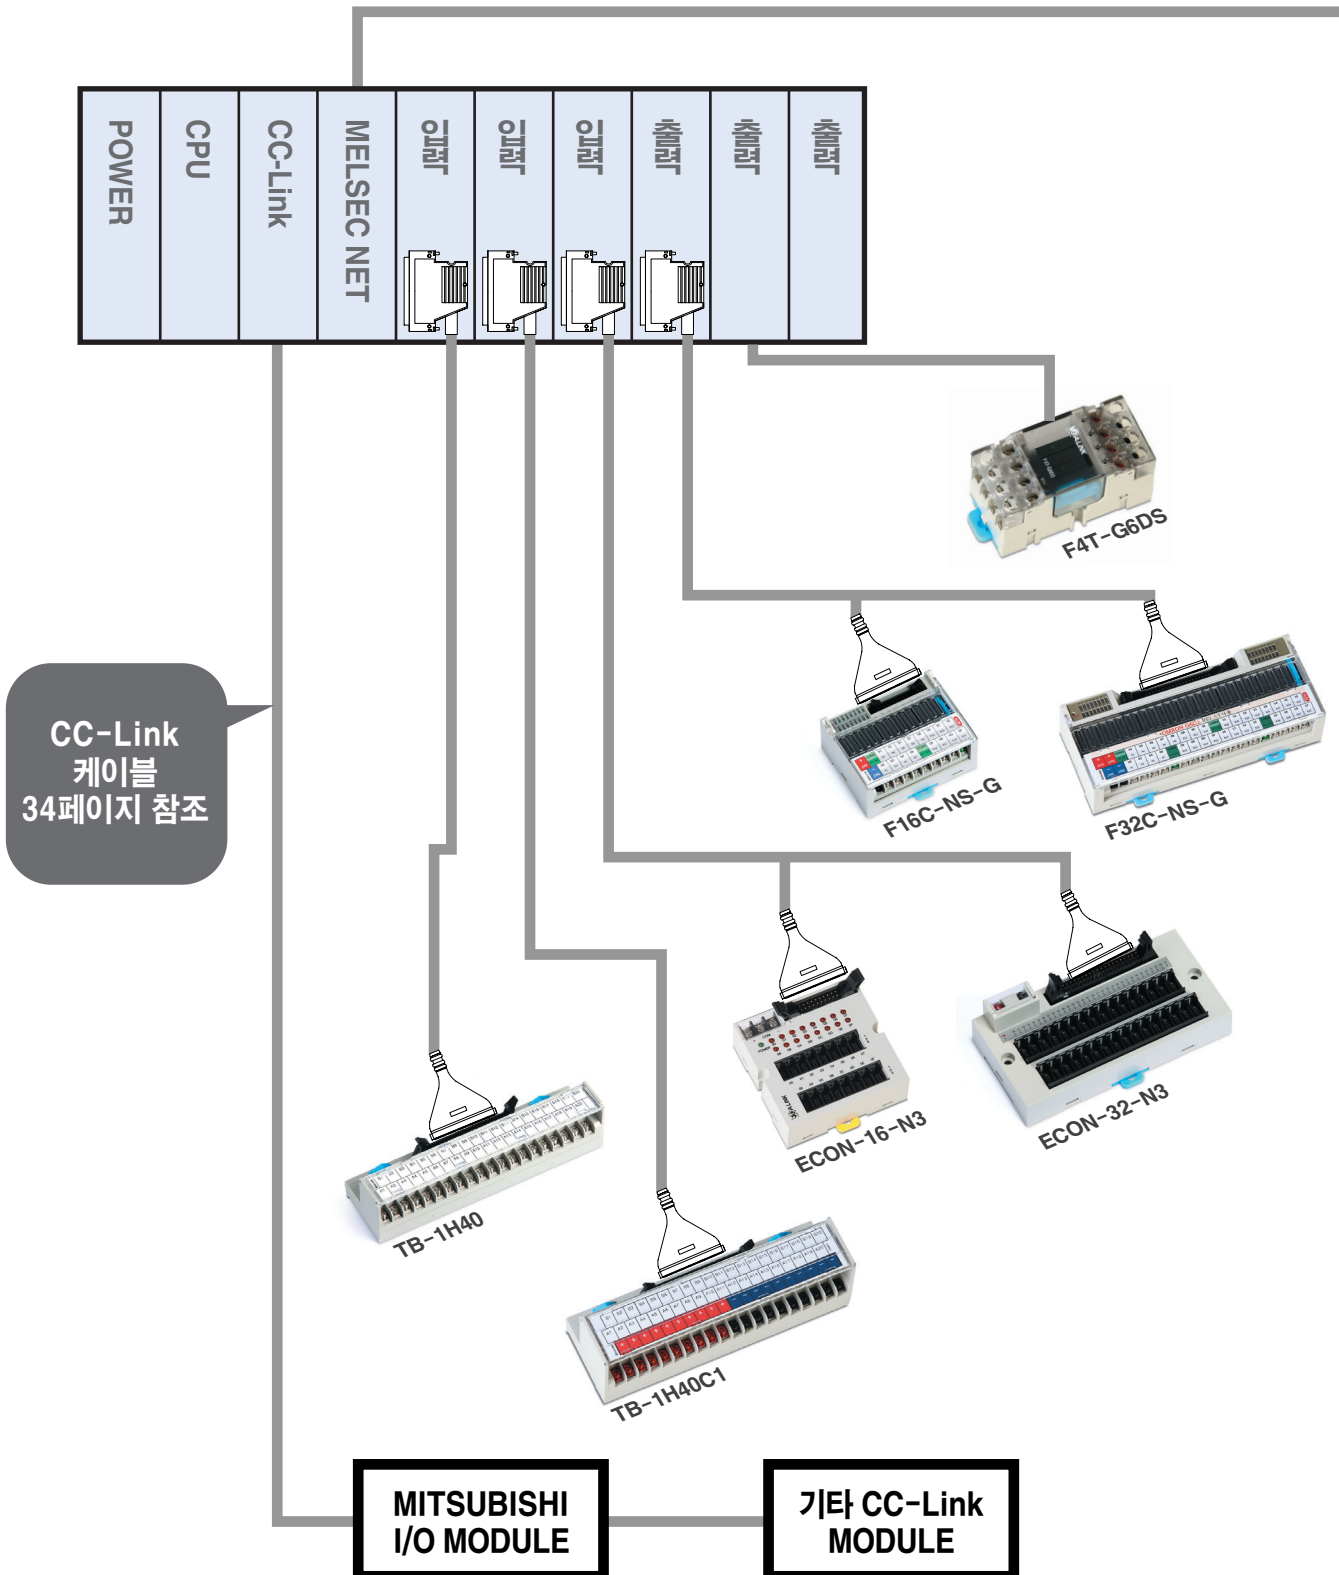 POWER
CPU
CC-Link
MELSEC NET
입력
입력
입력
출력
출력
출력
F4T-G6DS
CC-Link
케이블
34페이지 참조
F16C-NS-G
F32C-NS-G
ECON-16-N3
ECON-32-N3
TB-1H40
TB-1H40C1
MITSUBISHI
I/O MODULE
기타 CC-Link
MODULE